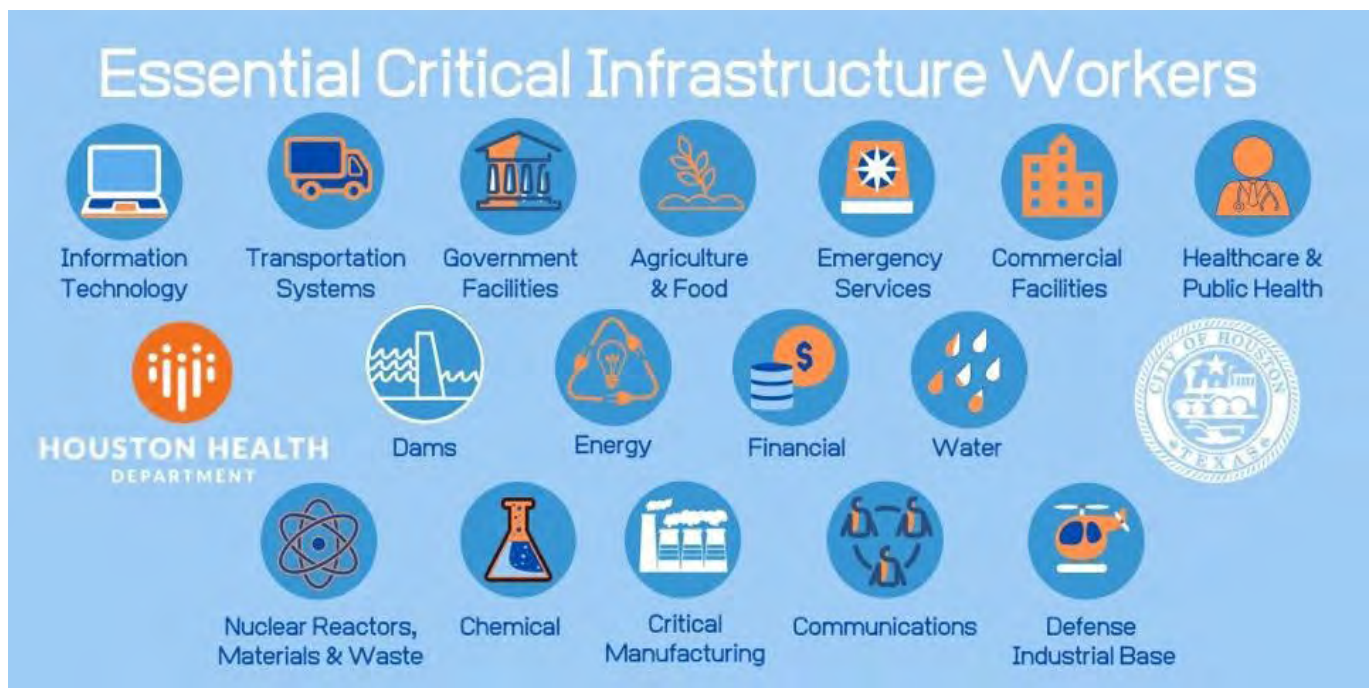 Essential Critical Infrastructure Workers
Information
Technology
Transportation
Systems
Government
Facilities
Agriculture
& Food
Emergency
Services
Commercial
Facilities
Healthcare &
Public Health
HOUSTON HEALTH
DEPARTMENT
Dams
Energy
$
Financial
Water
CITY OF HOUSTON
TEXAS
Nuclear Reactors,
Materials & Waste
Chemical
Critical
Manufacturing
Communications
Defense
Industrial Base